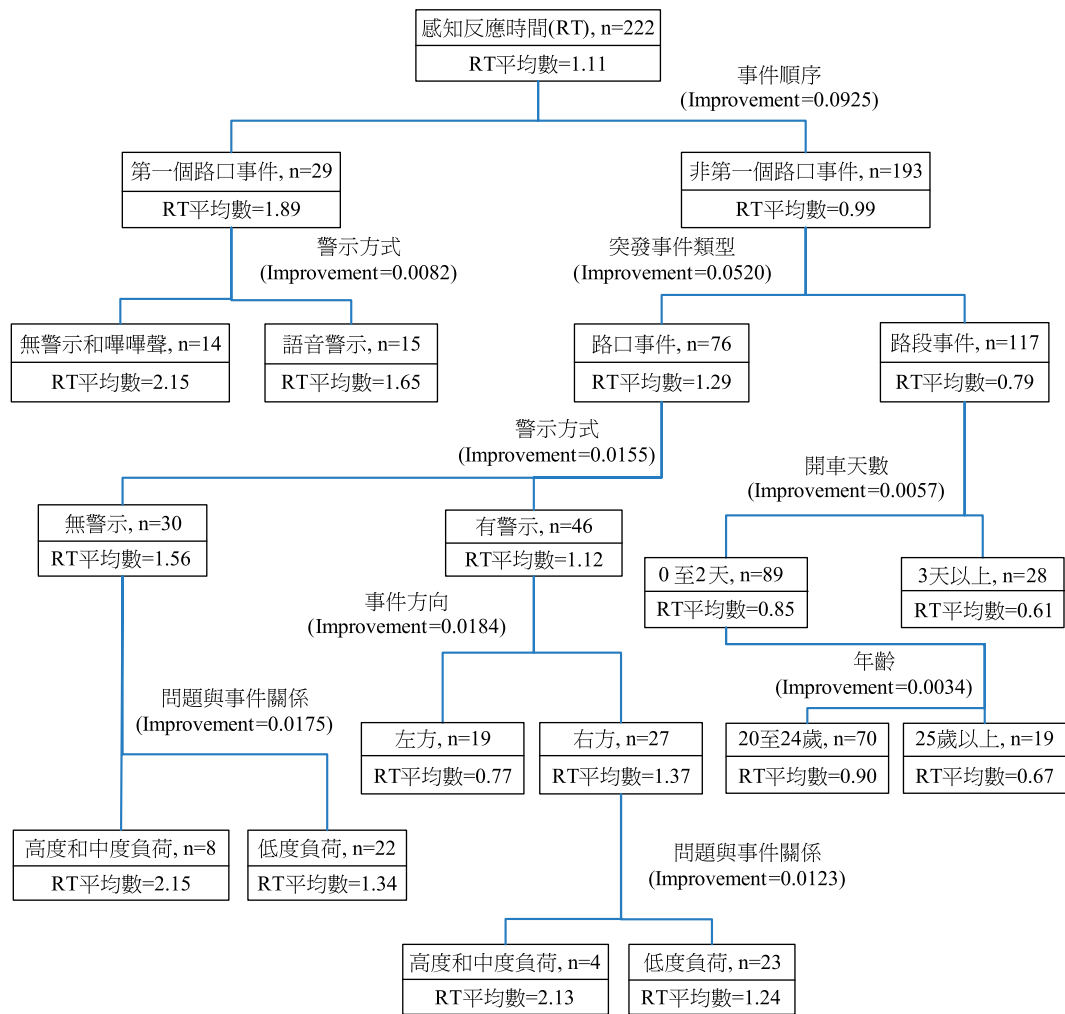 感知反應時間(RT), n=222
RT平均數=1.11
事件順序
(Improvement=0.0925)
第一個路口事件, n=29
RT平均數=1.89
非第一個路口事件, n=193
RT平均數=0.99
警示方式
(Improvement=0.0082)
突發事件類型
(Improvement=0.0520)
無警示和嗶嗶聲, n=14
RT平均數=2.15
語音警示, n=15
RT平均數=1.65
路口事件, n=76
RT平均數=1.29
路段事件, n=117
RT平均數=0.79
警示方式
(Improvement=0.0155)
開車天數
(Improvement=0.0057)
無警示, n=30
RT平均數=1.56
有警示, n=46
RT平均數=1.12
0 至2天, n=89
RT平均數=0.85
3天以上, n=28
RT平均數=0.61
事件方向
(Improvement=0.0184)
年齡
(Improvement=0.0034)
問題與事件關係
(Improvement=0.0175)
左方, n=19
RT平均數=0.77
右方, n=27
RT平均數=1.37
20至24歲, n=70
RT平均數=0.90
25歲以上, n=19
RT平均數=0.67
高度和中度負荷, n=8
RT平均數=2.15
低度負荷, n=22
RT平均數=1.34
問題與事件關係
(Improvement=0.0123)
高度和中度負荷, n=4
RT平均數=2.13
低度負荷, n=23
RT平均數=1.24